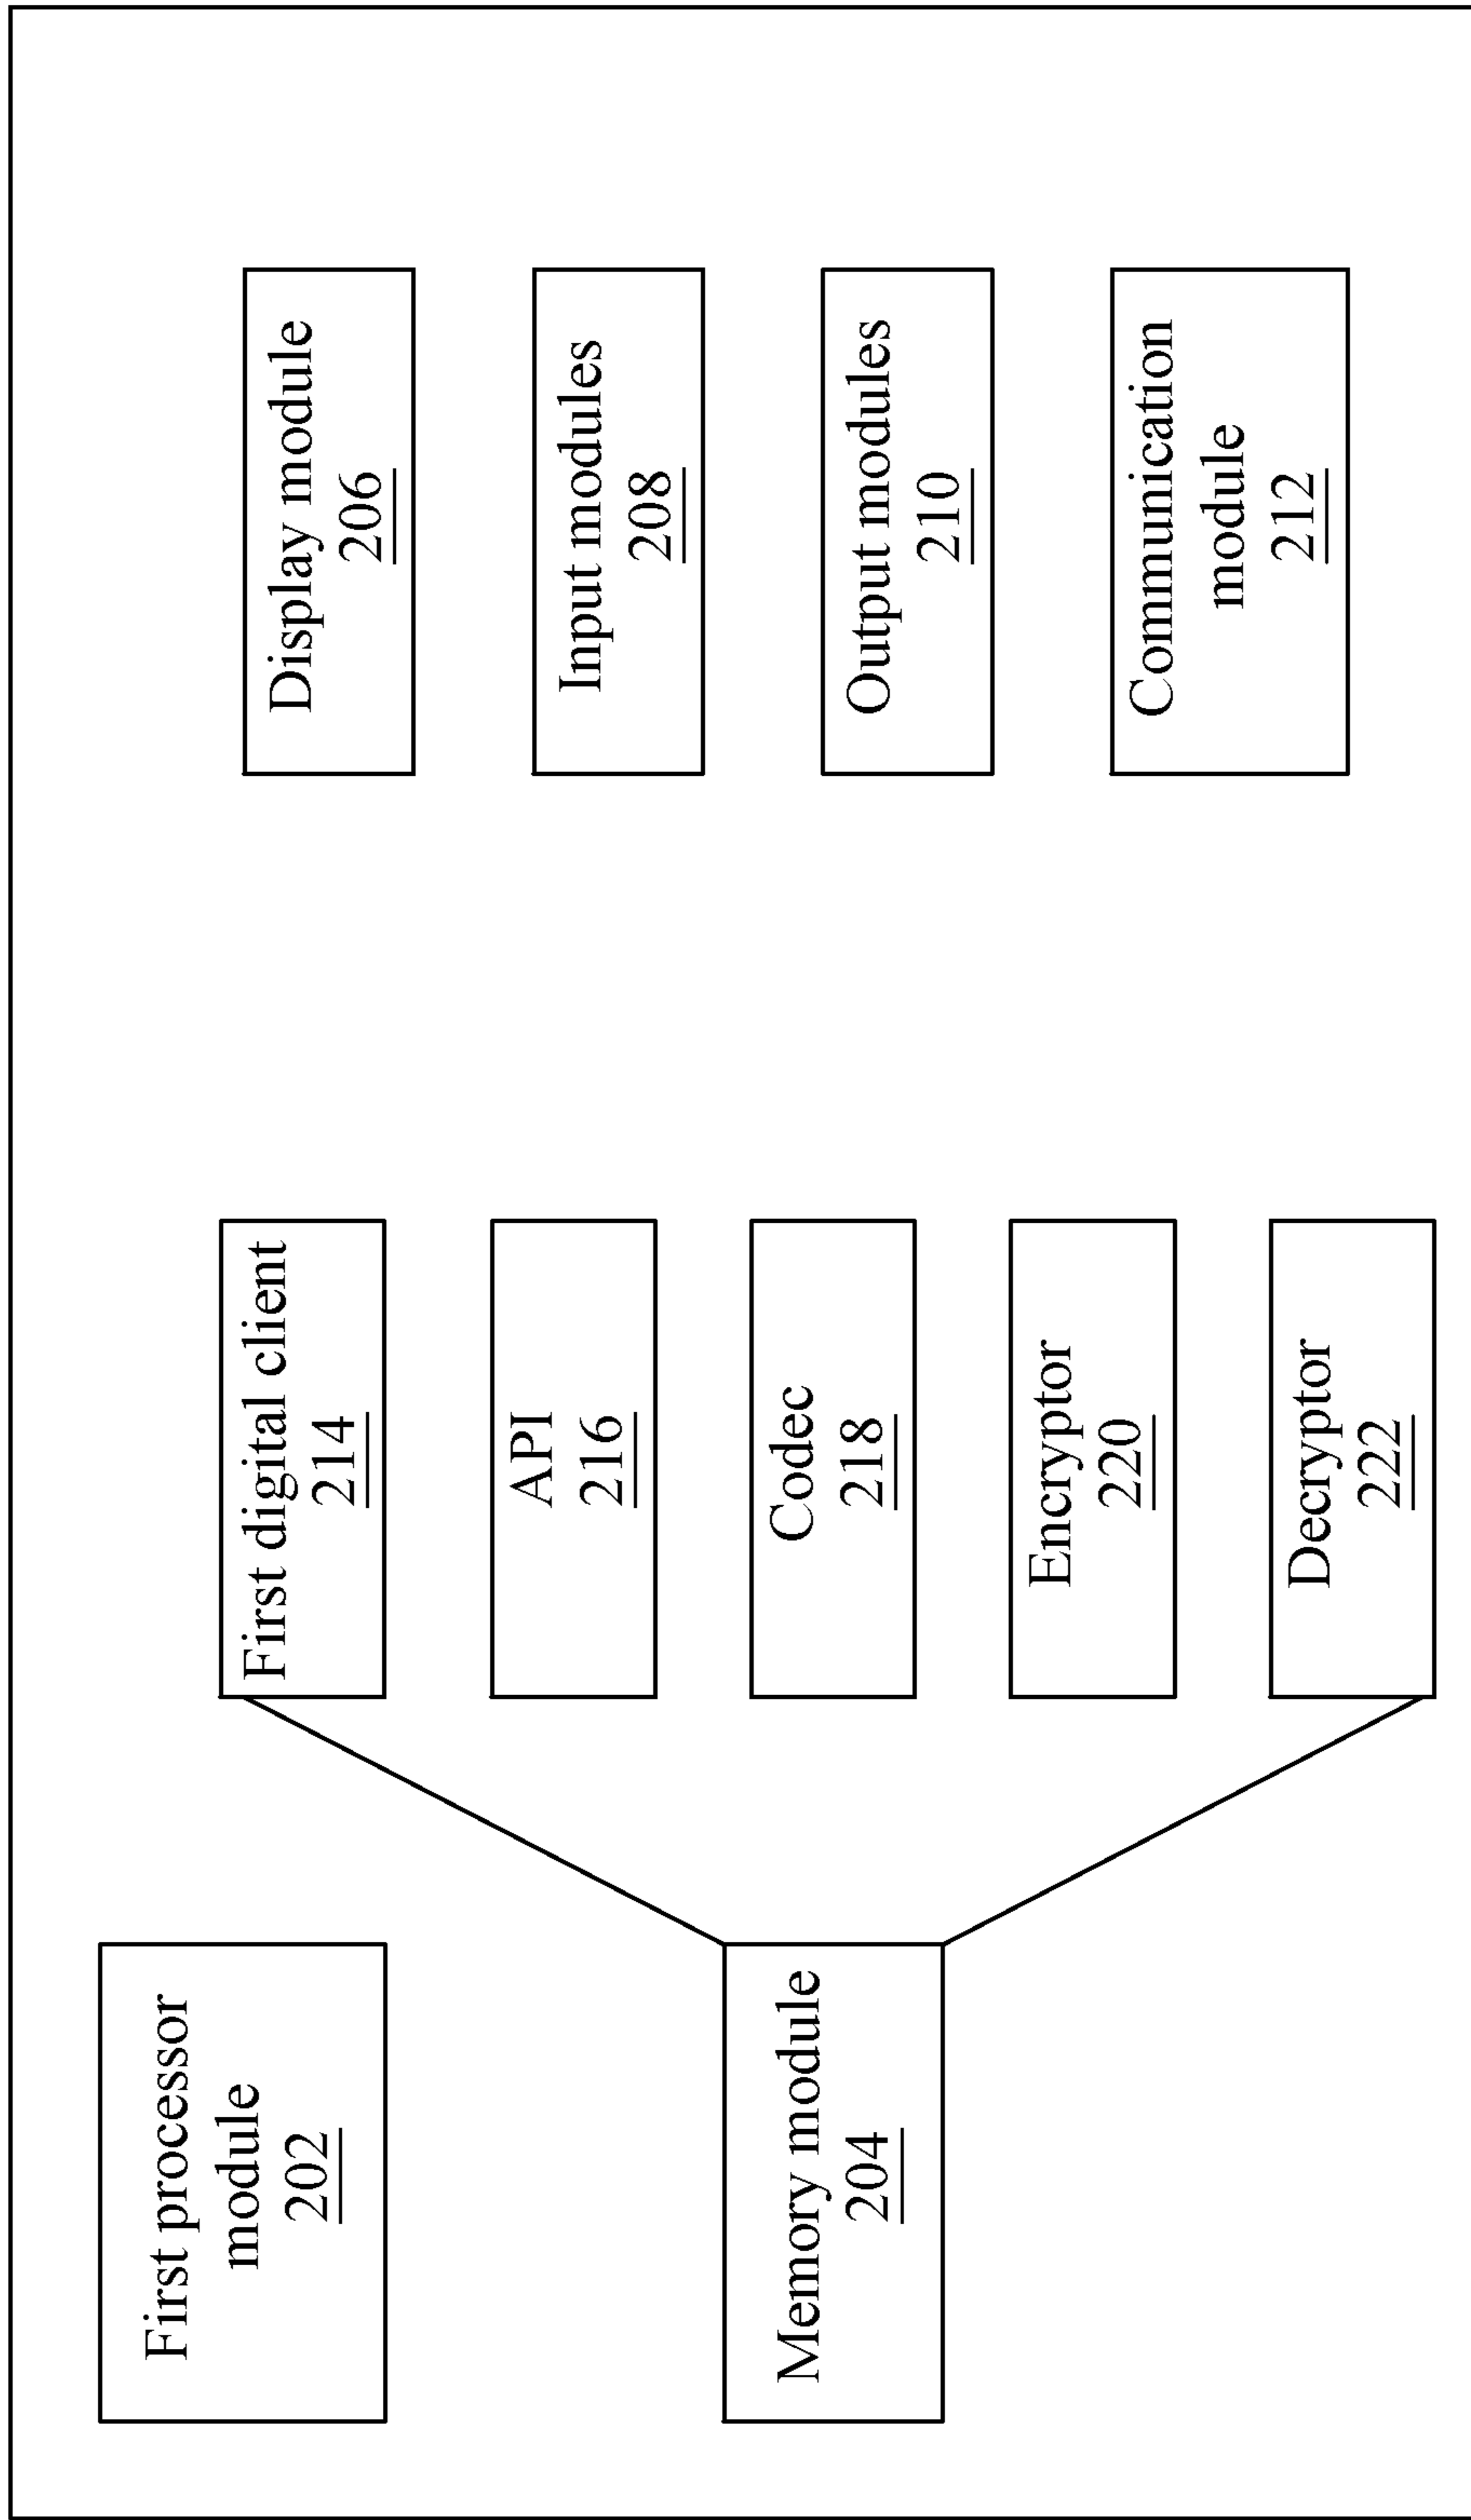 First processor
module
202
Memory module
204
First digital client
214
API
216
Codec
218
Encryptor
220
Decryptor
222
Display module
206
Input modules
208
Output modules
210
Communication
module
212